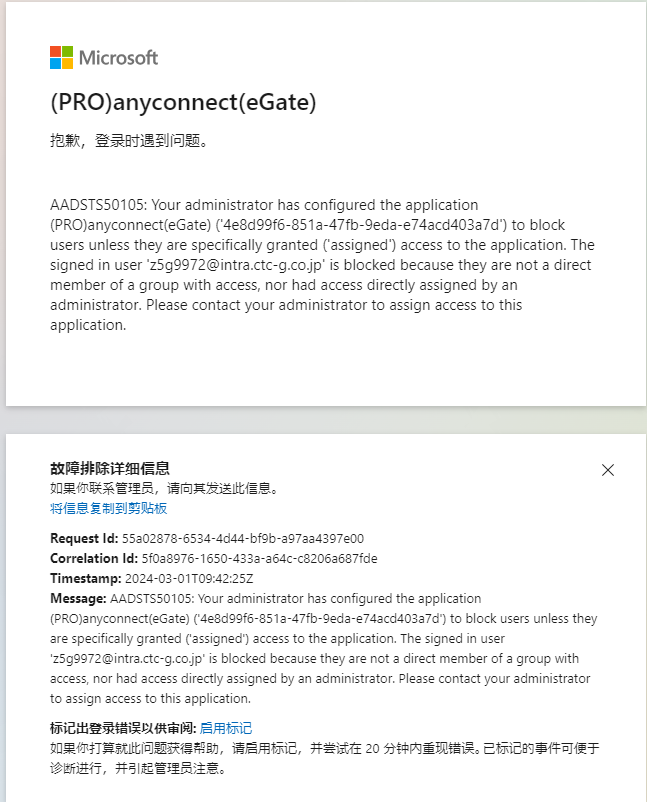 Microsoft
(PRO)anyconnect(eGate)
抱歉，登录时遇到问题。
AADSTS50105: Your administrator has configured the application
(PRO)anyconnect(eGate) ('4e8d99f6-851a-47fb-9eda-e74acd403a7d') to block
users unless they are specifically granted ('assigned') access to the application. The
signed in user 'z5g9972@intra.ctc-g.co.jp' is blocked because they are not a direct
member of a group with access, nor had access directly assigned by an
administrator. Please contact your administrator to assign access to this
application.
故障排除详细信息
如果你联系管理员，请向其发送此信息。
将信息复制到剪贴板
Request Id: 55a02878-6534-4d44-bf9b-a97aa4397e00
Correlation Id: 5f0a8976-1650-433a-a64c-c8206a687fde
Timestamp: 2024-03-01T09:42:25Z
Message: AADSTS50105: Your administrator has configured the application
(PRO)anyconnect(eGate) ('4e8d99f6-851a-47fb-9eda-e74acd403a7d') to block users unless they
are specifically granted ('assigned') access to the application. The signed in user
'z5g9972@intra.ctc-g.co.jp' is blocked because they are not a direct member of a group with
access, nor had access directly assigned by an administrator. Please contact your administrator
to assign access to this application.
标记出登录错误以供审阅: 启用标记
如果你打算就此问题获得帮助，请启用标记，并尝试在 20 分钟内重现错误。已标记的事件可便于
诊断进行，并引起管理员注意。